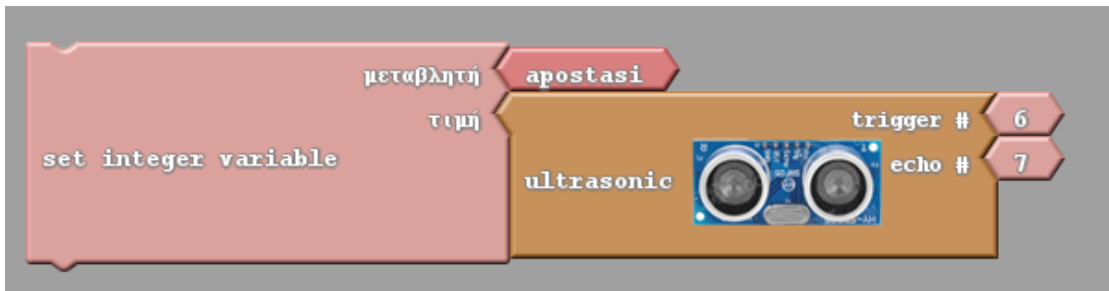 μεταβλητή apostasi
τιμή
trigger # 6
set integer variable
echo # 7
ultrasonic